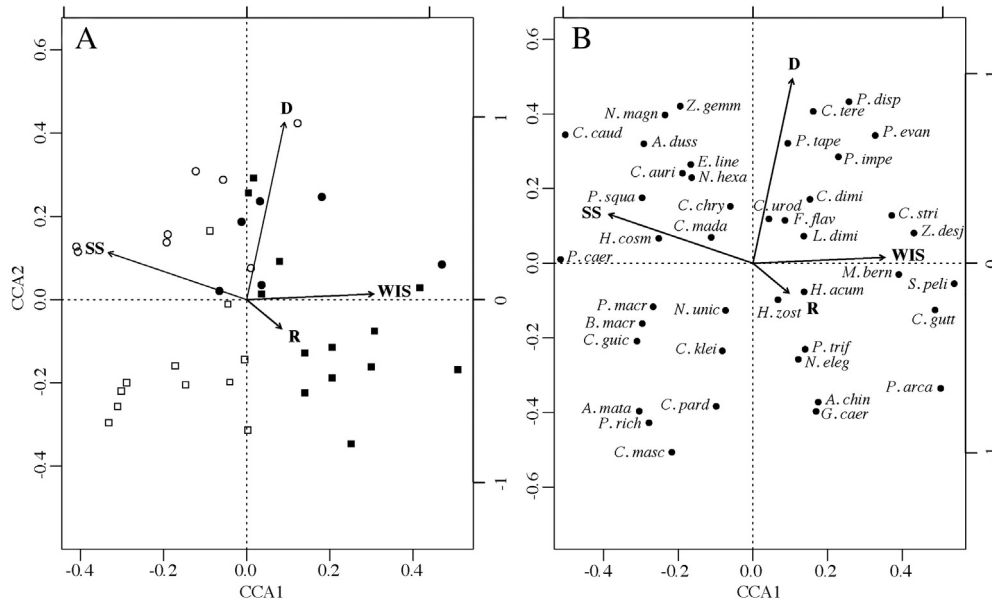 A
B
D
D
P. disp
Z. gemm
C. tere
N. magn
P. evan
C. caud
A. duss
P. tape
P. impe
E. line
C. auri
N. hexa
P. squa
C. chry
C. dimi
C. urod
C. stri
SS
SS
F. flav
C. mada
Z. desj
H. cosm
L. dimi
WIS
P. caer
M. bern
WIS
S. peli
H. acum
P. macr
N. unic
H. zost
R
C. gutt
B. macr
R
C. guic
C. klei
P. trif
N. eleg
P. arca
A. chin
A. mata
C. pard
G. caer
P. rich
C. masc
0.6
0.4
0.2
0.0
-0.2
-0.4
CCA2
1
0
-1
-0.4
-0.2
0.0
0.2
0.4
CCA1
0.6
0.4
0.2
0.0
-0.2
-0.4
-0.6
1
0
1
-0.4
-0.2
0.0
0.2
0.4
CCA1